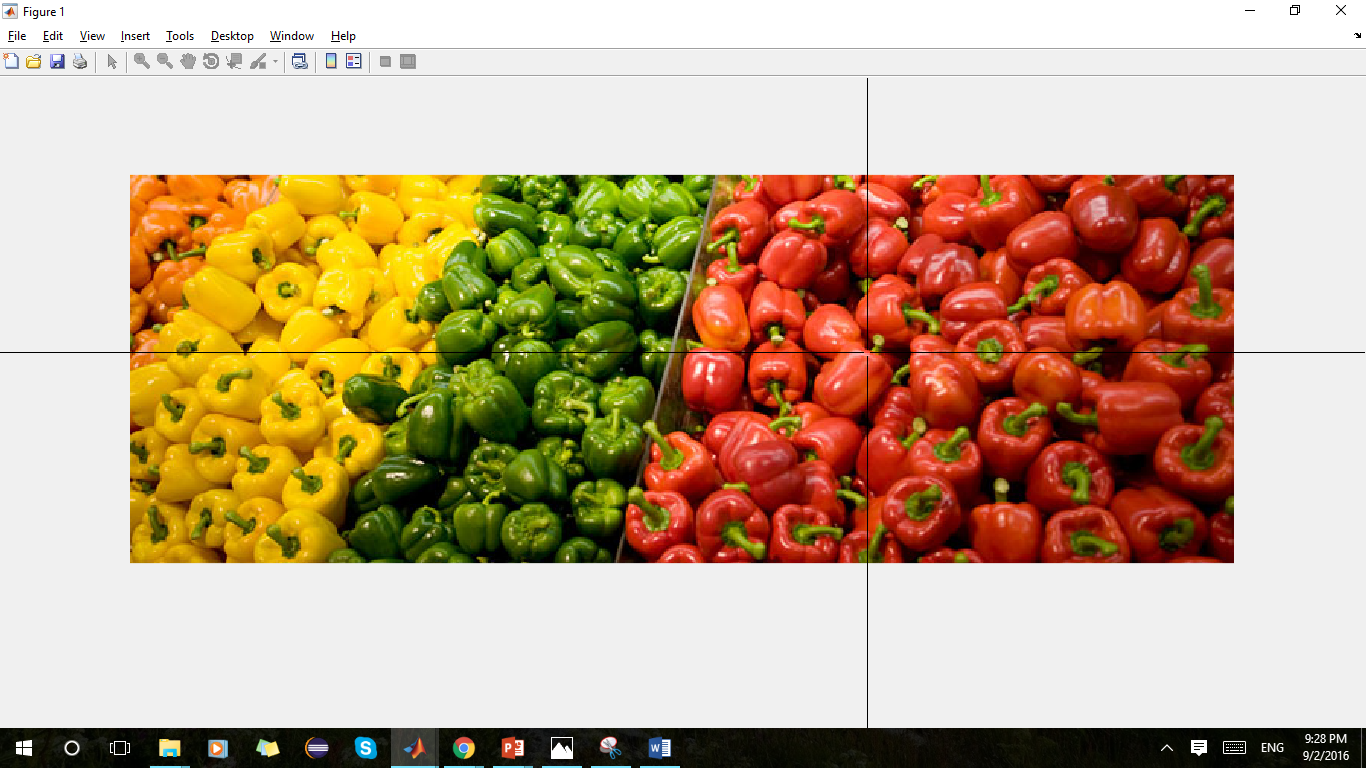 Figure 1
File Edit View Insert Tools Desktop Window Help
ENG
9:28 PM
9/2/2016